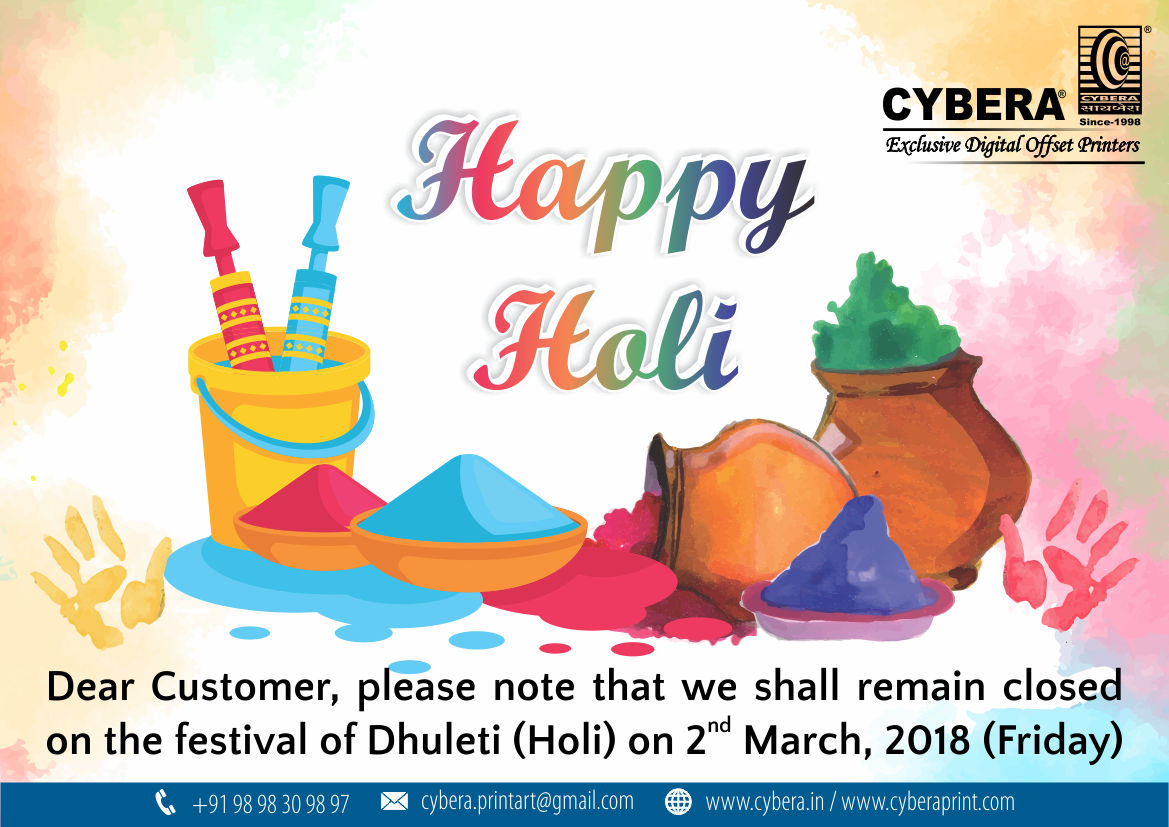 CYBERA®
®
CYBERA
सायबेरा
Since-1998
Exclusive Digital Offset Printers
Happy
Holi
Dear Customer, please note that we shall remain closed
on the festival of Dhuleti (Holi) on 2nd March, 2018 (Friday)
+91 98 98 30 98 97 cybera.printart@gmail.com www.cybera.in / www.cyberaprint.com